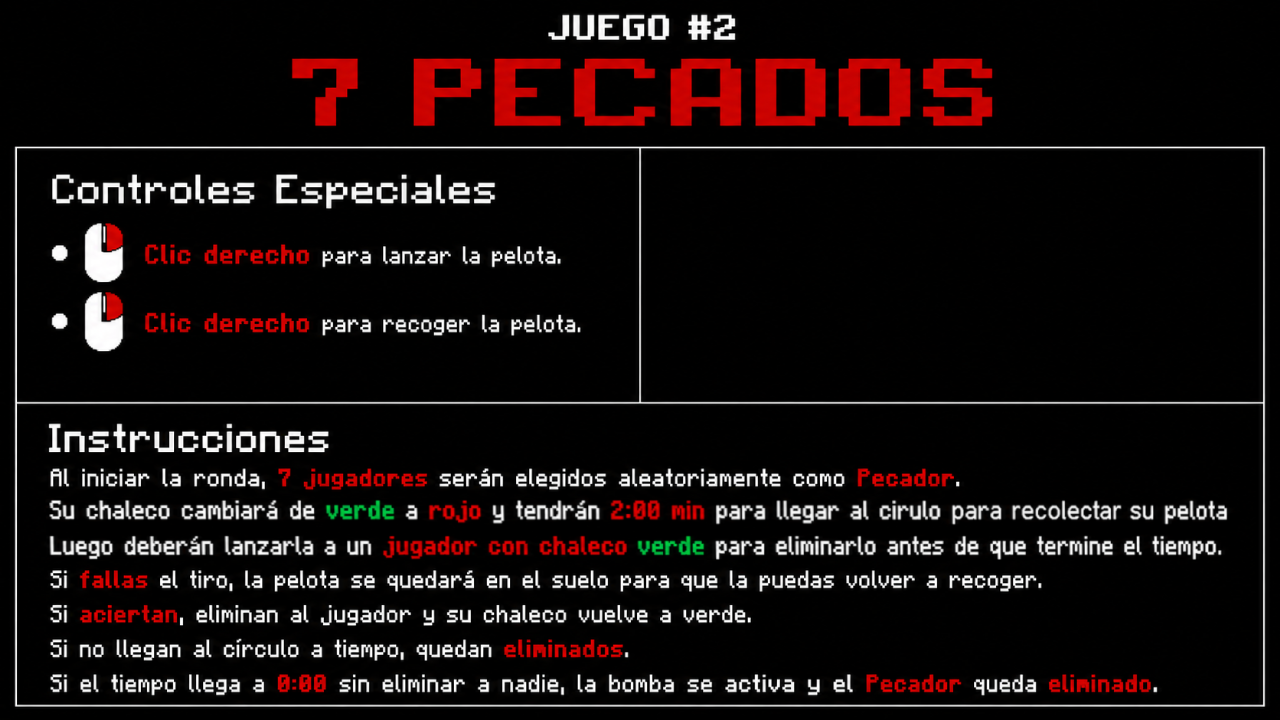 JUEGO #2
7 PECADOS
Controles Especiales
Clic derecho para lanzar la pelota.
Clic derecho para recoger la pelota.
Instrucciones
Al iniciar la ronda, 7 jugadores serán elegidos aleatoriamente como Pecador.
Su chaleco cambiará de verde a rojo y tendrán 2:00 min para llegar al cirulo para recolectar su pelota
Luego deberán lanzarla a un jugador con chaleco verde para eliminarlo antes de que termine el tiempo.
Si fallas el tiro, la pelota se quedará en el suelo para que la puedas volver a recoger.
Si aciertan, eliminan al jugador y su chaleco vuelve a verde.
Si no llegan al círculo a tiempo, quedan eliminados.
Si el tiempo llega a 0:00 sin eliminar a nadie, la bomba se activa y el Pecador queda eliminado.